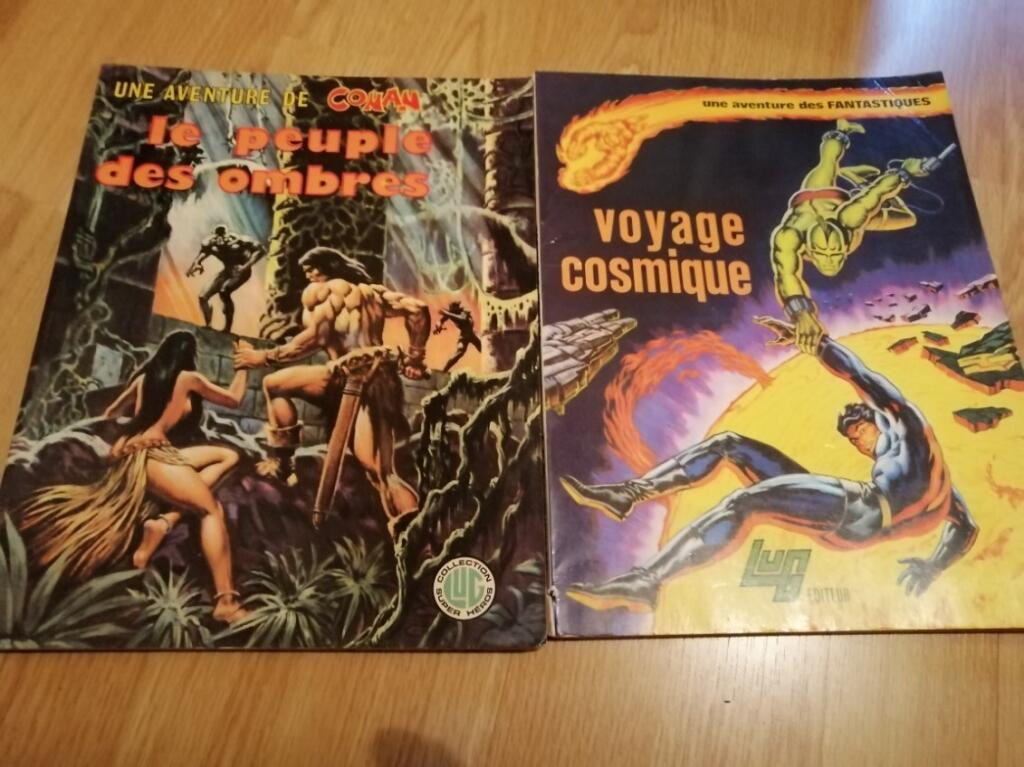 UNE AVENTURE DE CONAN
le peuple
des ombres
COLLECTION
LUG
SUPER HEROS
une aventure des FANTASTIQUES
voyage
cosmique
LUG
EDITEUR